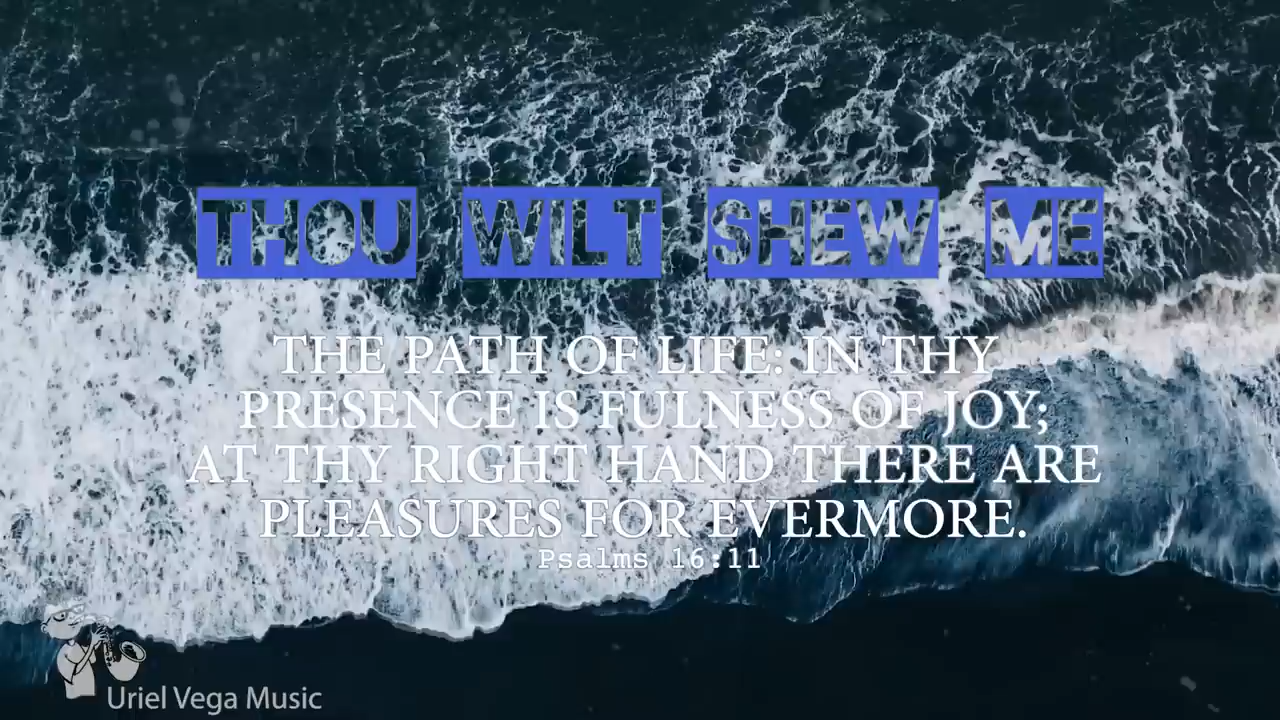 THOU WILT SHEW ME
THE PATH OF LIFE: IN THY
PRESENCE IS FULNESS OF JOY;
AT THY RIGHT HAND THERE ARE
PLEASURES FOR EVERMORE.
Psalms 16:11
Uriel Vega Music